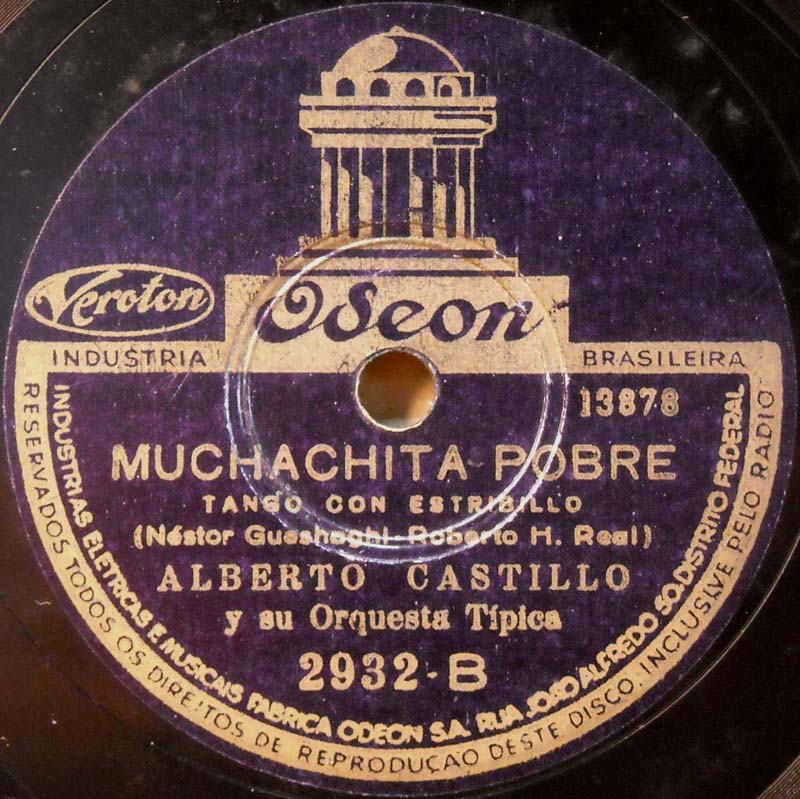 Veroton
Odeon
INDUSTRIA BRASILEIRA
13878
MUCHACHITA POBRE
TANGO CON ESTRIBILLO
(Néstor Roberto H. Real)
ALBERTO CASTILLO
y su Orquesta Típica
2932-B
INDUSTRIAS ELETRICAS E MUSICAIS FABRICA ODEON S.A. RUA JOÃO ALFREDO 50. DISTRITO FEDERAL
RESERVADOS TODOS OS DIREITOS DE REPRODUÇÃO DESTE DISCO, INCLUSIVE PELO RADIO